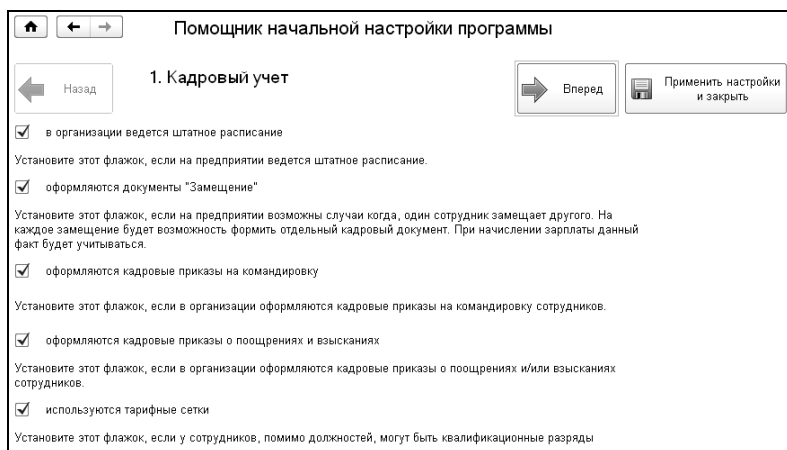 Помощник начальной настройки программы
Назад
1. Кадровый учет
Вперед
Применить настройки
и закрыть
в организации ведется штатное расписание
Установите этот флажок, если на предприятии ведется штатное расписание.
оформляются документы "Замещение"
Установите этот флажок, если на предприятии возможны случаи когда, один сотрудник замещает другого. На
каждое замещение будет возможность формить отдельный кадровый документ. При начислении зарплаты данный
факт будет учитываться.
оформляются кадровые приказы на командировку
Установите этот флажок, если в организации оформляются кадровые приказы на командировку сотрудников.
оформляются кадровые приказы о поощрениях и взысканиях
Установите этот флажок, если в организации оформляются кадровые приказы о поощрениях и/или взысканиях
сотрудников.
используются тарифные сетки
Установите этот флажок, если у сотрудников, помимо должностей, могут быть квалификационные разряды